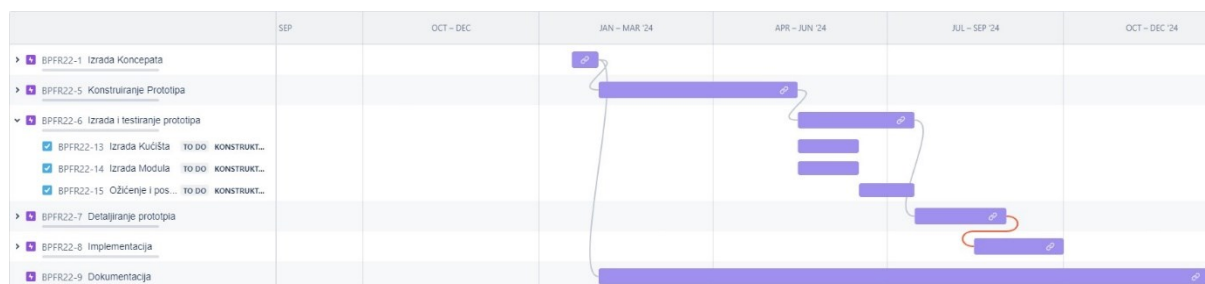 SEP OCT – DEC JAN – MAR '24 APR – JUN '24 JUL – SEP '24 OCT – DEC '24
BPFR22-1 Izrada Koncepata
BPFR22-5 Konstruiranje Prototipa
BPFR22-6 Izrada i testiranje prototipa
BPFR22-13 Izrada Kućišta TO DO KONSTRUKT...
BPFR22-14 Izrada Modula TO DO KONSTRUKT...
BPFR22-15 Ožičenje i pos... TO DO KONSTRUKT...
BPFR22-7 Detaljiranje prototpia
BPFR22-8 Implementacija
BPFR22-9 Dokumentacija